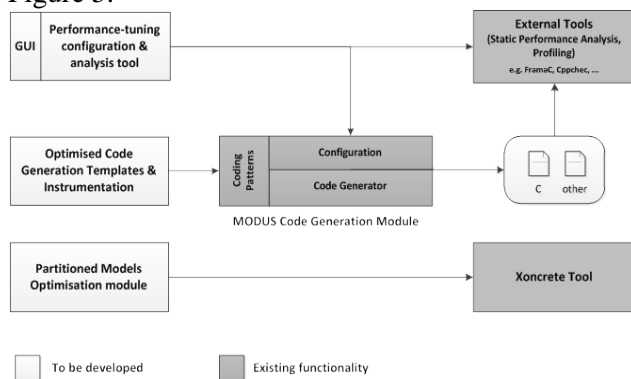 Figure 3.
GUI
Performance-tuning
configuration &
analysis tool
External Tools
(Static Performance Analysis,
Profiling)
e.g. FramaC, Cppchec, ...
Optimised Code
Generation Templates &
Instrumentation
Coding
Patterns
Configuration
Code Generator
C other
MODUS Code Generation Module
Partitioned Models
Optimisation module
Xoncrete Tool
To be developed
Existing functionality